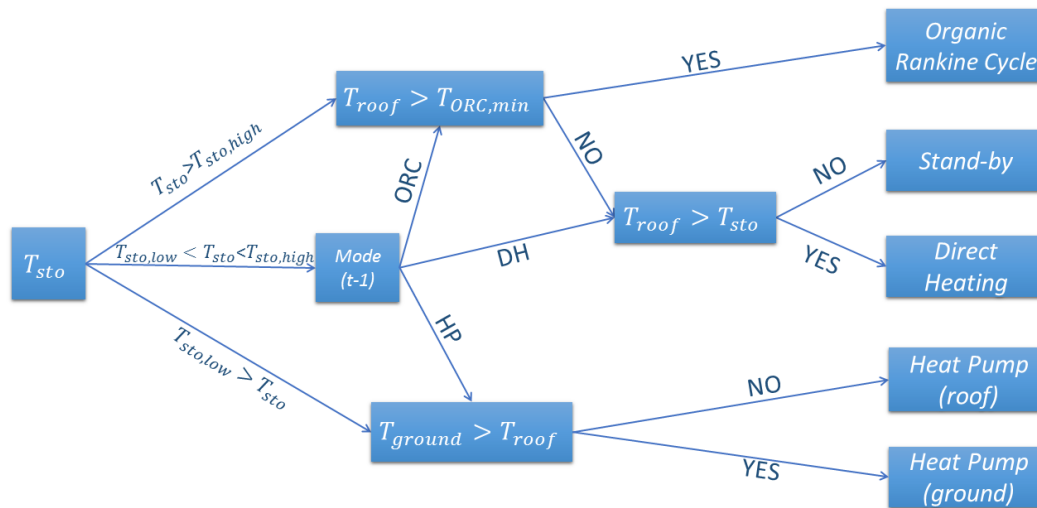 Organic
Rankine Cycle
YES
T_roof > T_ORC,min
NO
T_sto>T_sto,high
ORC
Stand-by
NO
T_roof > T_sto
T_sto
T_sto,low < T_sto<T_sto,high
Mode
(t-1)
DH
YES
Direct
Heating
HP
T_sto,low > T_sto
Heat Pump
(roof)
NO
T_ground > T_roof
YES
Heat Pump
(ground)